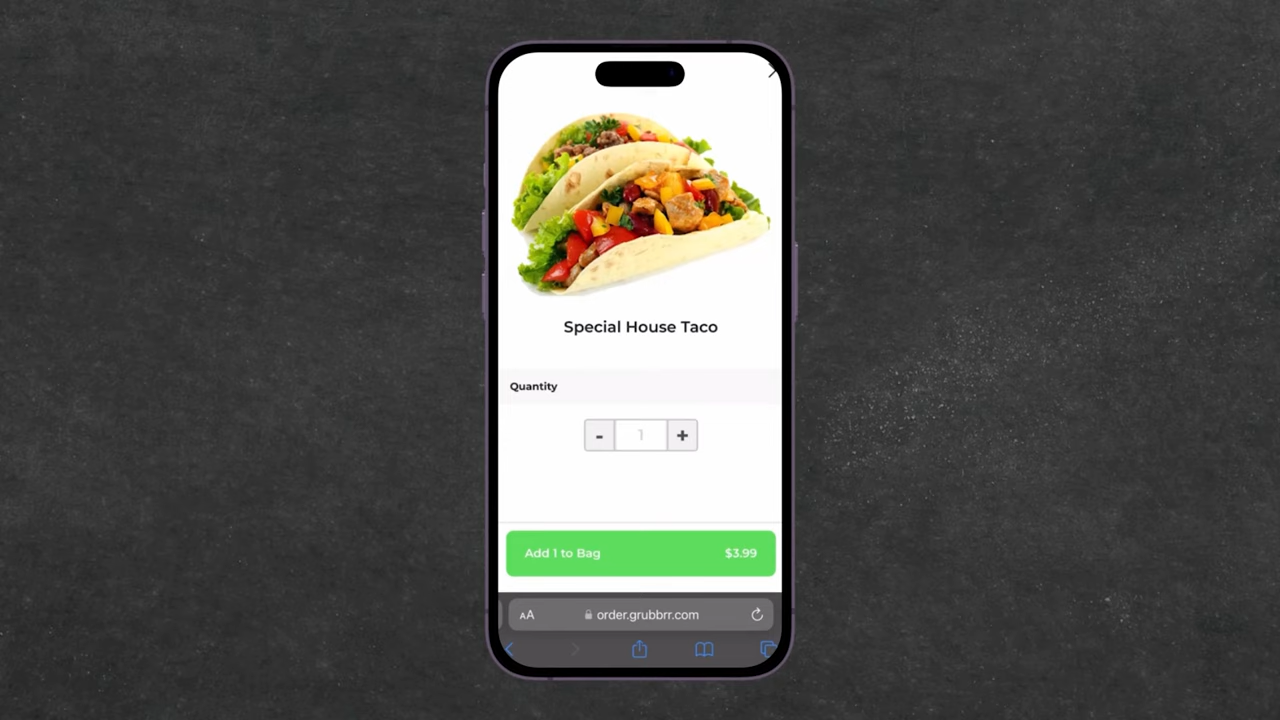 Special House Taco
Quantity
- 1 +
Add 1 to Bag $3.99
AA order.grubbrr.com